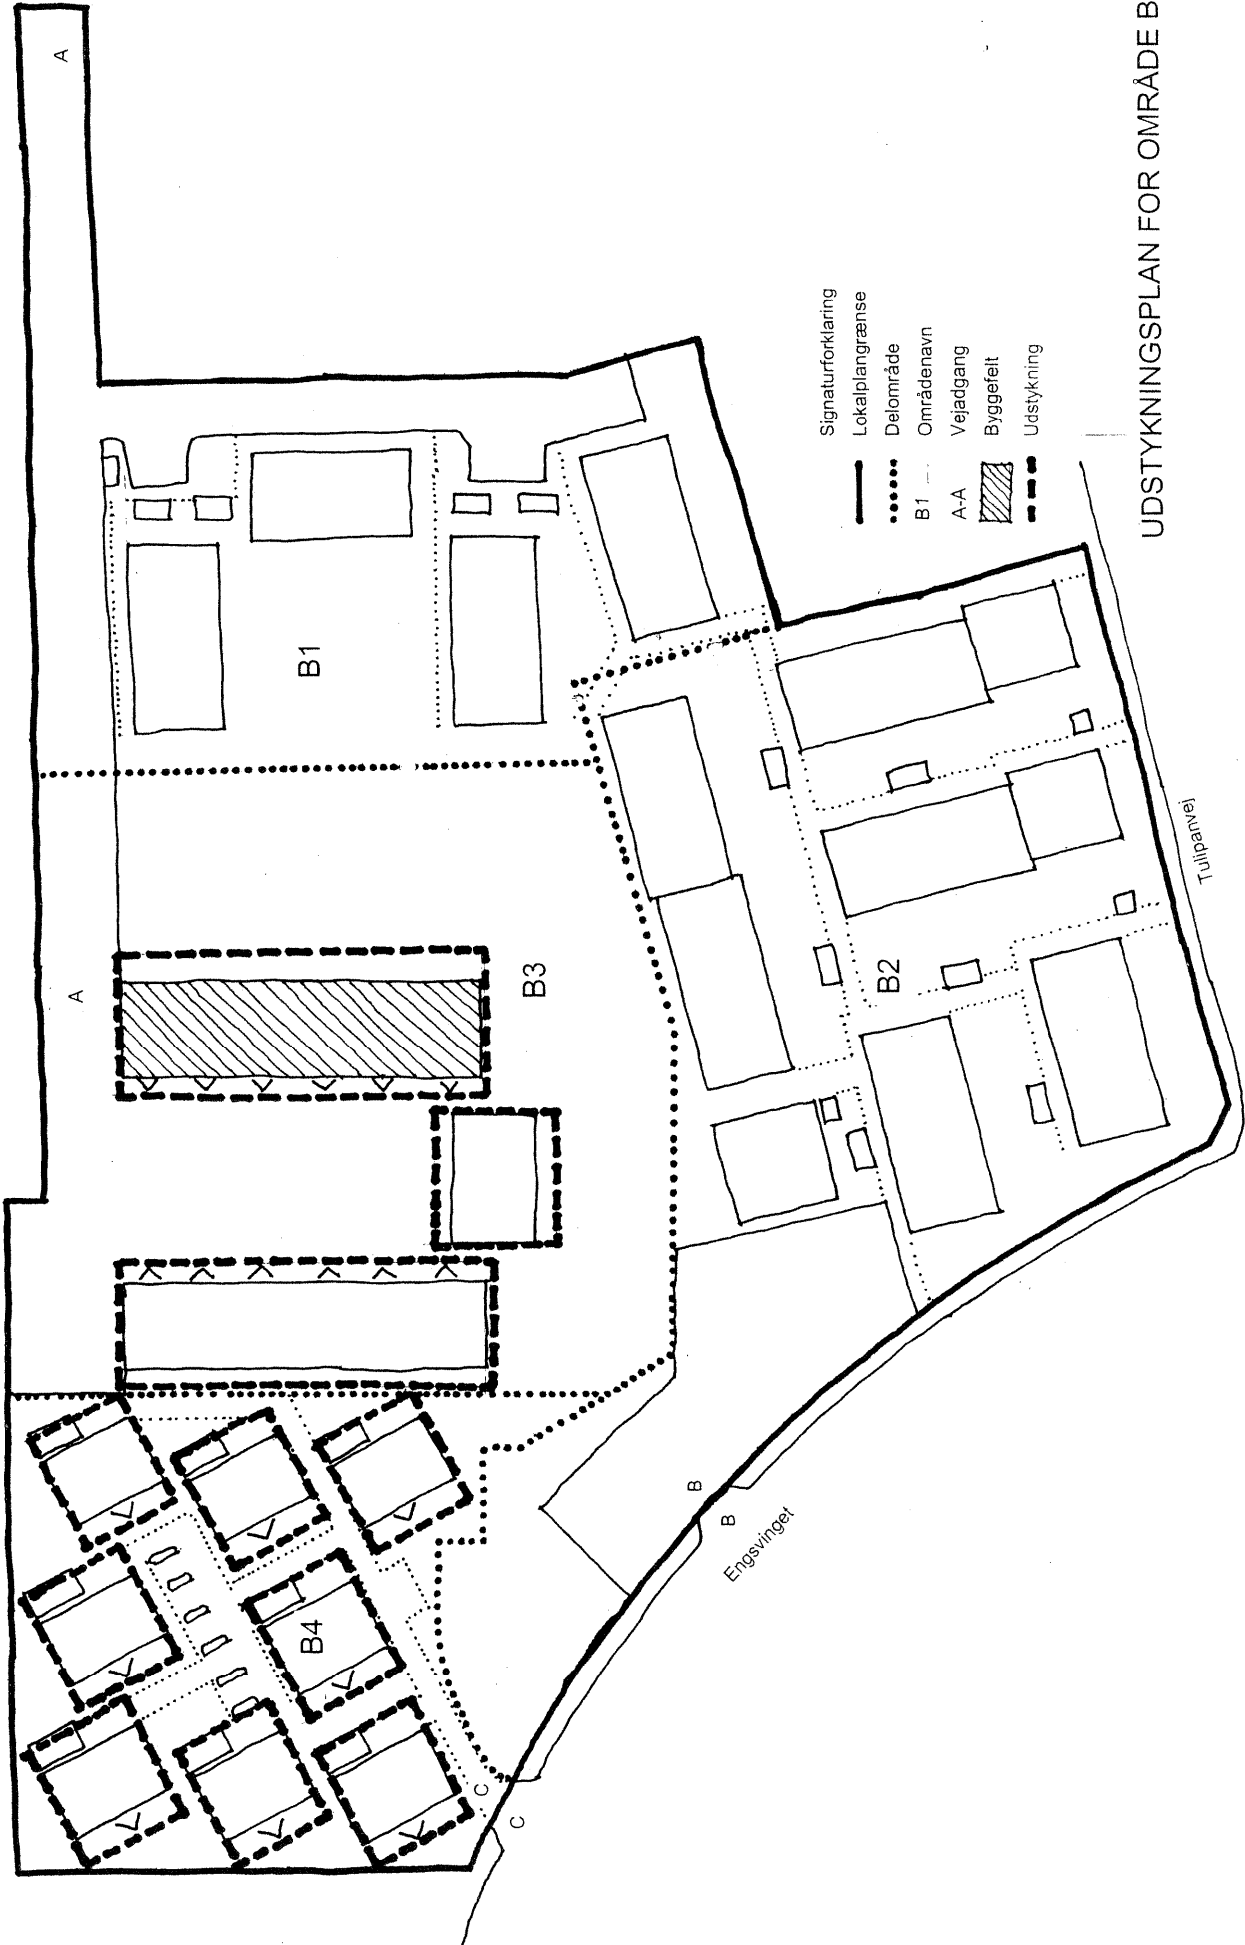 A
A
B1
B3
B2
B4
B
B
C
C
Engsvinget
Tulipanvej
Signaturforklaring
Lokalplangrænse
Delområde
B1 Områdenavn
A-A Vejadgang
Byggefelt
Udstykning
UDSTYKNINGSPLAN FOR OMRÅDE B